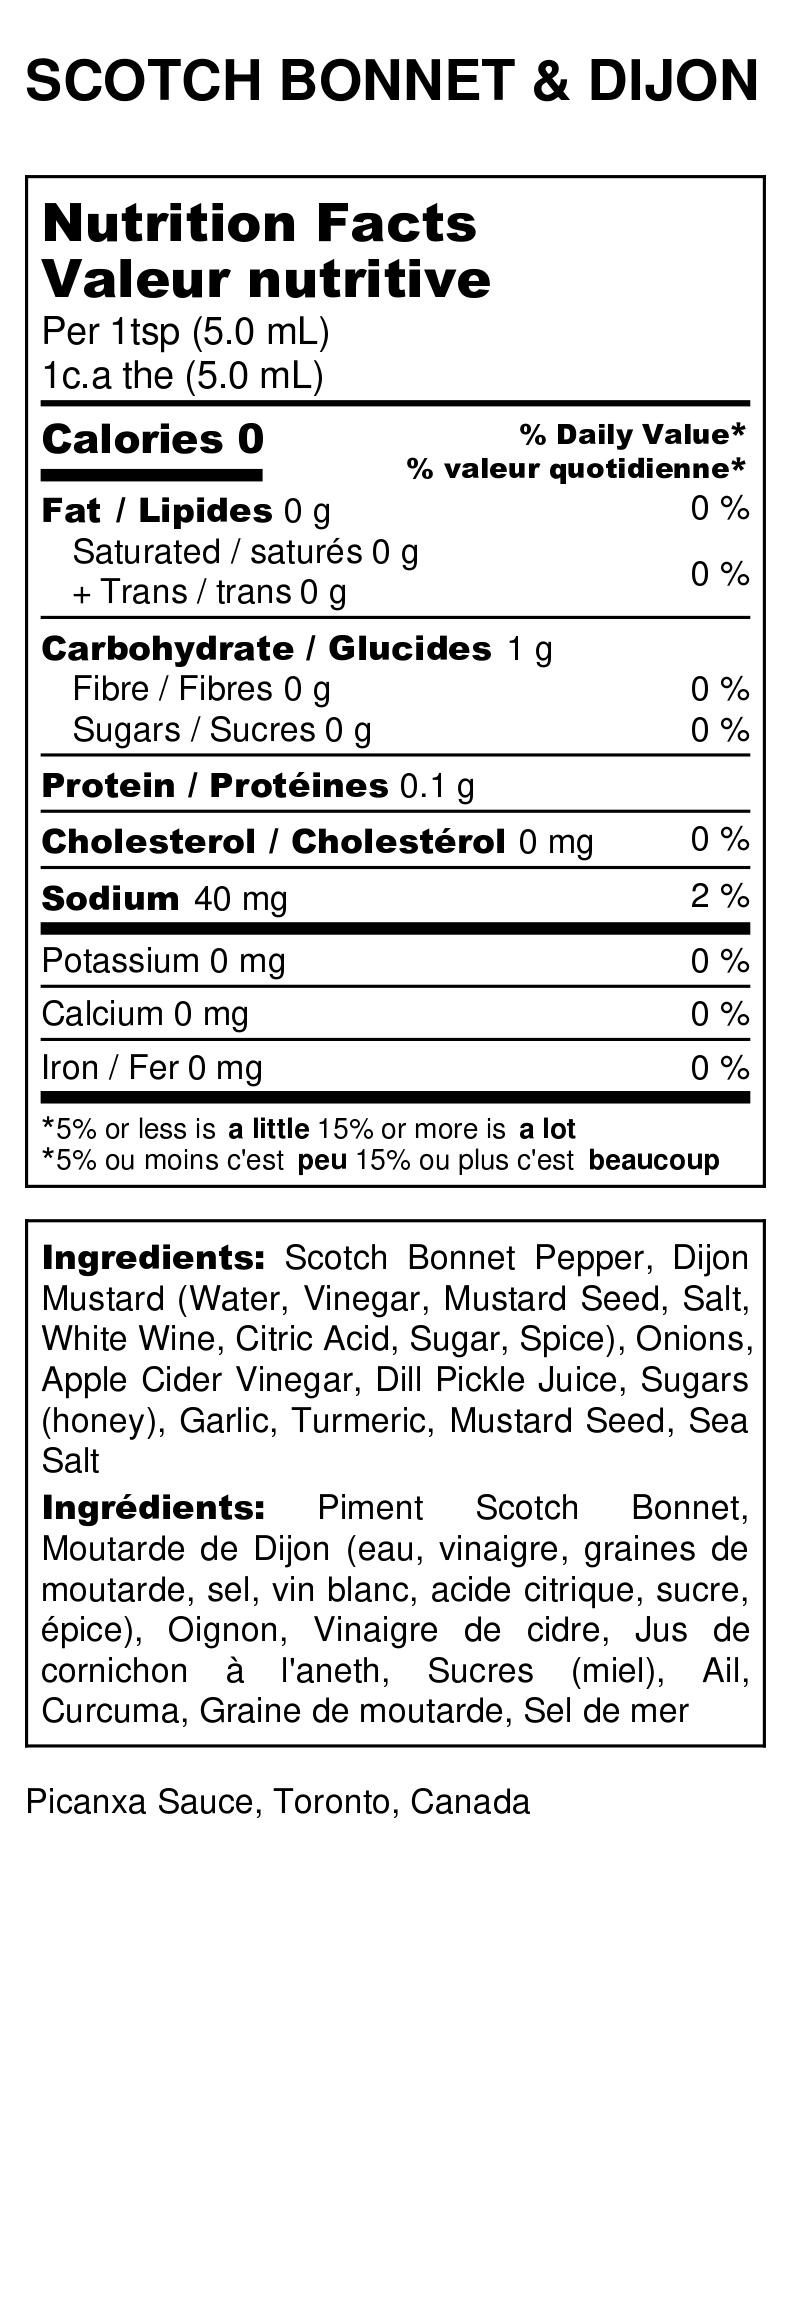 SCOTCH BONNET & DIJON
Nutrition Facts
Valeur nutritive
Per 1tsp (5.0 mL)
1c.a the (5.0 mL)
Calories 0
% Daily Value*
% valeur quotidienne*
Fat / Lipides 0 g 0 %
Saturated / saturés 0 g
+ Trans / trans 0 g
0 %
Carbohydrate / Glucides 1 g
Fibre / Fibres 0 g 0 %
Sugars / Sucres 0 g 0 %
Protein / Protéines 0.1 g
Cholesterol / Cholestérol 0 mg 0 %
Sodium 40 mg 2 %
Potassium 0 mg 0 %
Calcium 0 mg 0 %
Iron / Fer 0 mg 0 %
*5% or less is a little 15% or more is a lot
*5% ou moins c'est peu 15% ou plus c'est beaucoup
Ingredients: Scotch Bonnet Pepper, Dijon
Mustard (Water, Vinegar, Mustard Seed, Salt,
White Wine, Citric Acid, Sugar, Spice), Onions,
Apple Cider Vinegar, Dill Pickle Juice, Sugars
(honey), Garlic, Turmeric, Mustard Seed, Sea
Salt
Ingrédients: Piment Scotch Bonnet,
Moutarde de Dijon (eau, vinaigre, graines de
moutarde, sel, vin blanc, acide citrique, sucre,
épice), Oignon, Vinaigre de cidre, Jus de
cornichon à l'aneth, Sucres (miel), Ail,
Curcuma, Graine de moutarde, Sel de mer
Picanxa Sauce, Toronto, Canada